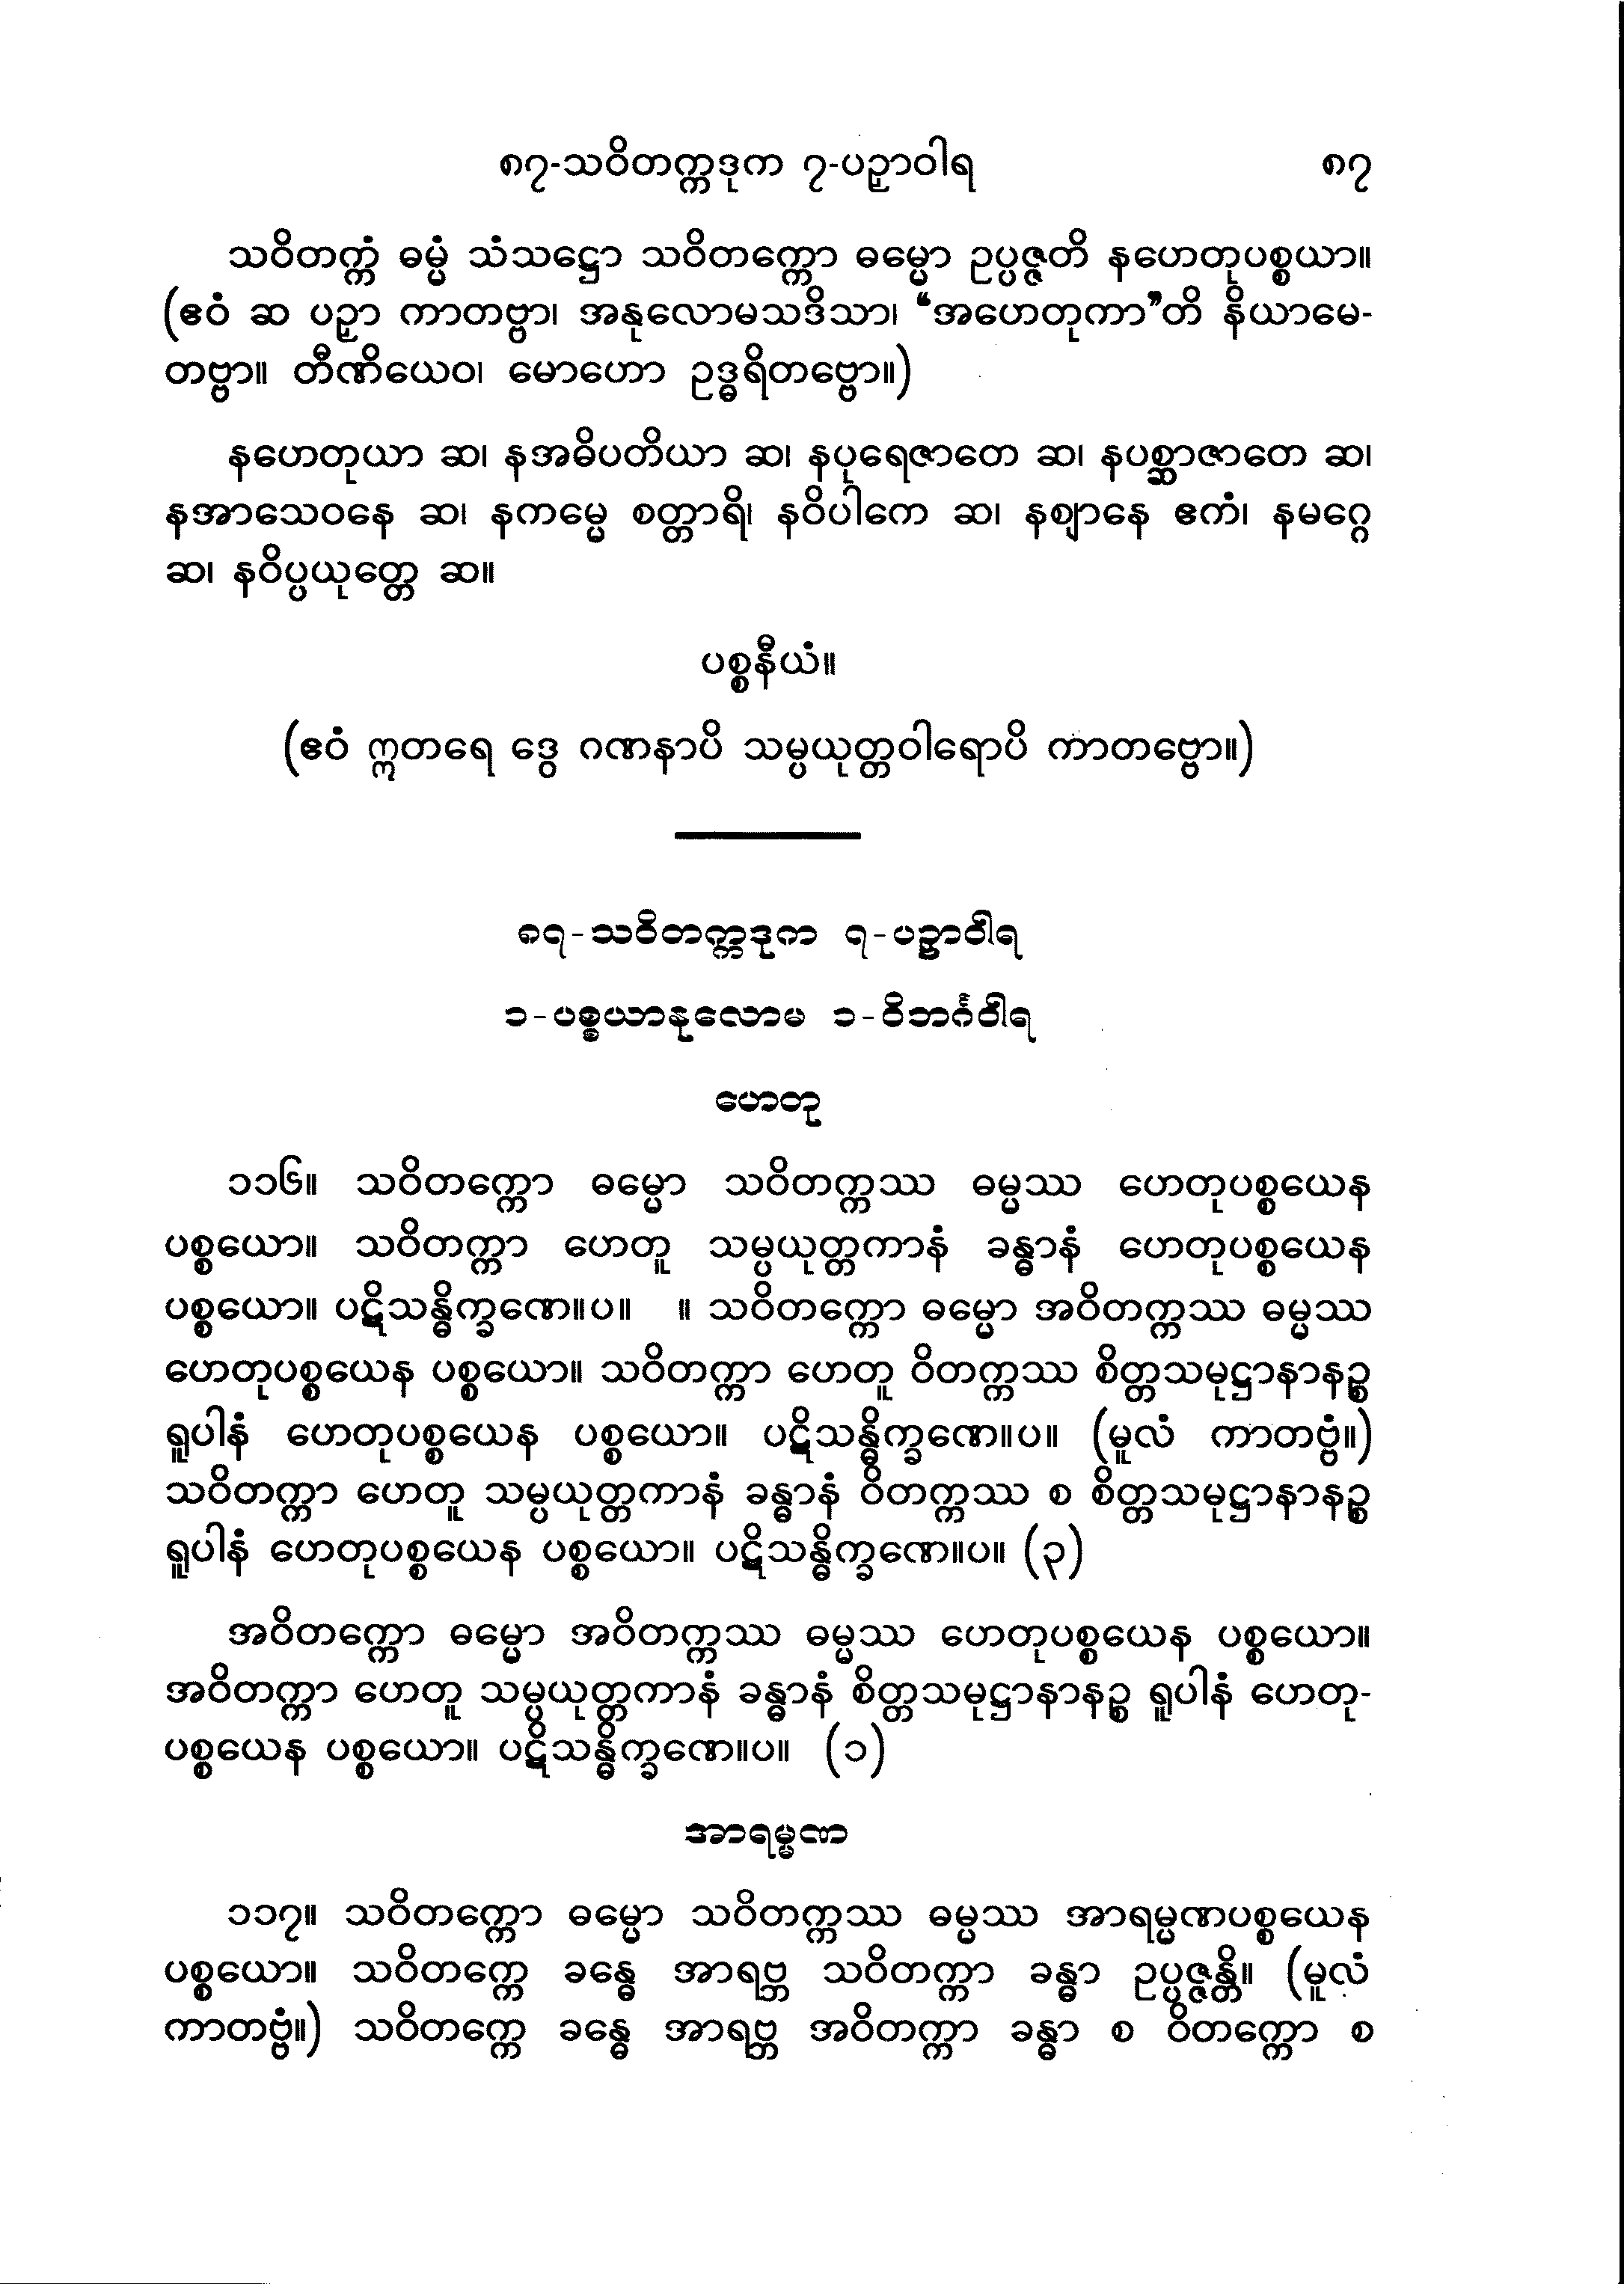 ၈၇-သဝိတက္ကဒုက ၇-ပဉှာဝါရ ၈၇
သဝိတက္ကံ ဓမ္မံ သံသဋ္ဌော သဝိတက္ကော ဓမ္မော ဥပ္ပဇ္ဇတိ နဟေတုပစ္စယာ။
(ဧဝံ ဆ ပဉှာ ကာတဗ္ဗာ၊ အနုလောမသဒိသာ၊ “အဟေတုကာ”တိ နိယာမေ-
တဗ္ဗာ။ တီဏိယေဝ၊ မောဟော ဥဒ္ဓရိတဗ္ဗော။)
နဟေတုယာ ဆ၊ နအဓိပတိယာ ဆ၊ နပုရေဇာတေ ဆ၊ နပစ္ဆာဇာတေ ဆ၊
နအာသေဝနေ ဆ၊ နကမ္မေ စတ္တာရိ၊ နဝိပါကေ ဆ၊ နဈာနေ ဧကံ၊ နမဂ္ဂေ
ဆ၊ နဝိပ္ပယုတ္တေ ဆ။
ပစ္စနီယံ။
(ဧဝံ ဣတရေ ဒွေ ဂဏနာပိ သမ္ပယုတ္တဝါရောပိ ကာတဗ္ဗော။)
၈၇-သဝိတက္ကဒုက ၇-ပဉှာဝါရ
၁-ပစ္စယာနုလောမ ၁-ဝိဘင်္ဂဝါရ
ဟေတု
၁၁၆။ သဝိတက္ကော ဓမ္မော သဝိတက္ကဿ ဓမ္မဿ ဟေတုပစ္စယေန
ပစ္စယော။ သဝိတက္ကာ ဟေတူ သမ္ပယုတ္တကာနံ ခန္ဓာနံ ဟေတုပစ္စယေန
ပစ္စယော။ ပဋိသန္ဓိက္ခဏေ။ပ။ ။ သဝိတက္ကော ဓမ္မော အဝိတက္ကဿ ဓမ္မဿ
ဟေတုပစ္စယေန ပစ္စယော။ သဝိတက္ကာ ဟေတူ ဝိတက္ကဿ စိတ္တသမုဋ္ဌာနာနဉ္စ
ရူပါနံ ဟေတုပစ္စယေန ပစ္စယော။ ပဋိသန္ဓိက္ခဏေ။ပ။ (မူလံ ကာတဗ္ဗံ။)
သဝိတက္ကာ ဟေတူ သမ္ပယုတ္တကာနံ ခန္ဓာနံ ဝိတက္ကဿ စ စိတ္တသမုဋ္ဌာနာနဉ္စ
ရူပါနံ ဟေတုပစ္စယေန ပစ္စယော။ ပဋိသန္ဓိက္ခဏေ။ပ။ (၃)
အဝိတက္ကော ဓမ္မော အဝိတက္ကဿ ဓမ္မဿ ဟေတုပစ္စယေန ပစ္စယော။
အဝိတက္ကာ ဟေတူ သမ္ပယုတ္တကာနံ ခန္ဓာနံ စိတ္တသမုဋ္ဌာနာနဉ္စ ရူပါနံ ဟေတု-
ပစ္စယေန ပစ္စယော။ ပဋိသန္ဓိက္ခဏေ။ပ။ (၁)
အာရမ္မဏ
၁၁၇။ သဝိတက္ကော ဓမ္မော သဝိတက္ကဿ ဓမ္မဿ အာရမ္မဏပစ္စယေန
ပစ္စယော။ သဝိတက္ကေ ခန္ဓေ အာရဗ္ဘ သဝိတက္ကာ ခန္ဓာ ဥပ္ပဇ္ဇန္တိ။ (မူလံ
ကာတဗ္ဗံ။) သဝိတက္ကေ ခန္ဓေ အာရဗ္ဘ အဝိတက္ကာ ခန္ဓာ စ ဝိတက္ကော စ